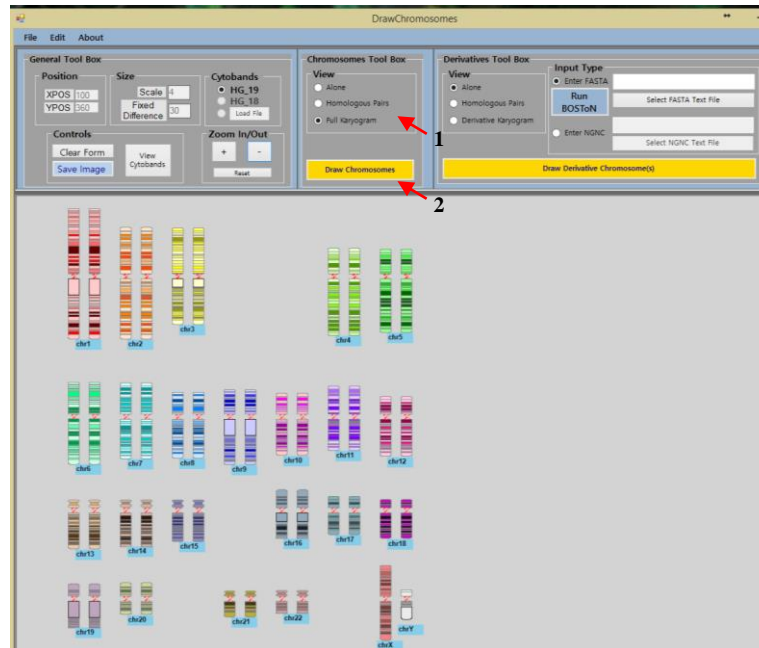 DrawChromosomes
File Edit About
General Tool Box
Position
XPOS 100
YPOS 360
Size
Scale 4
Fixed Difference 30
Cytobands
HG_19
HG_18
Load File
Controls
Clear Form
Save Image
View Cytobands
Zoom In/Out
+ -
Reset
Chromosomes Tool Box
View
Alone
Homologous Pairs
Full Karyogram
1
Draw Chromosomes
2
Derivatives Tool Box
View
Alone
Homologous Pairs
Derivative Karyogram
Input Type
Enter FASTA
Run BOSToN
Select FASTA Text File
Enter NGNC
Select NGNC Text File
Draw Derivative Chromosome(s)
chr1 chr2 chr3 chr4 chr5
chr6 chr7 chr8 chr9 chr10 chr11 chr12
chr13 chr14 chr15 chr16 chr17 chr18
chr19 chr20 chr21 chr22 chrX chrY